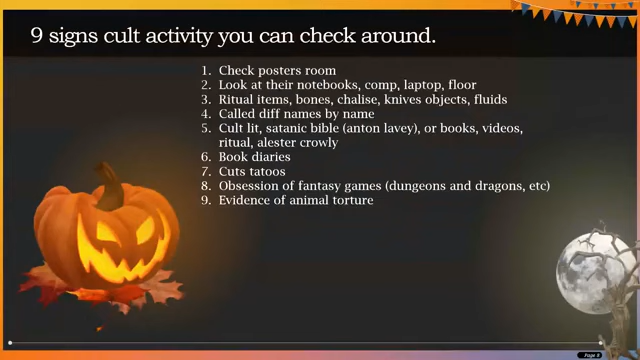 9 signs cult activity you can check around.
1. Check posters room
2. Look at their notebooks, comp, laptop, floor
3. Ritual items, bones, chalise, knives objects, fluids
4. Called diff names by name
5. Cult lit, satanic bible (anton lavey), or books, videos,
ritual, alester crowly
6. Book diaries
7. Cuts tatoos
8. Obsession of fantasy games (dungeons and dragons, etc)
9. Evidence of animal torture
Page 8